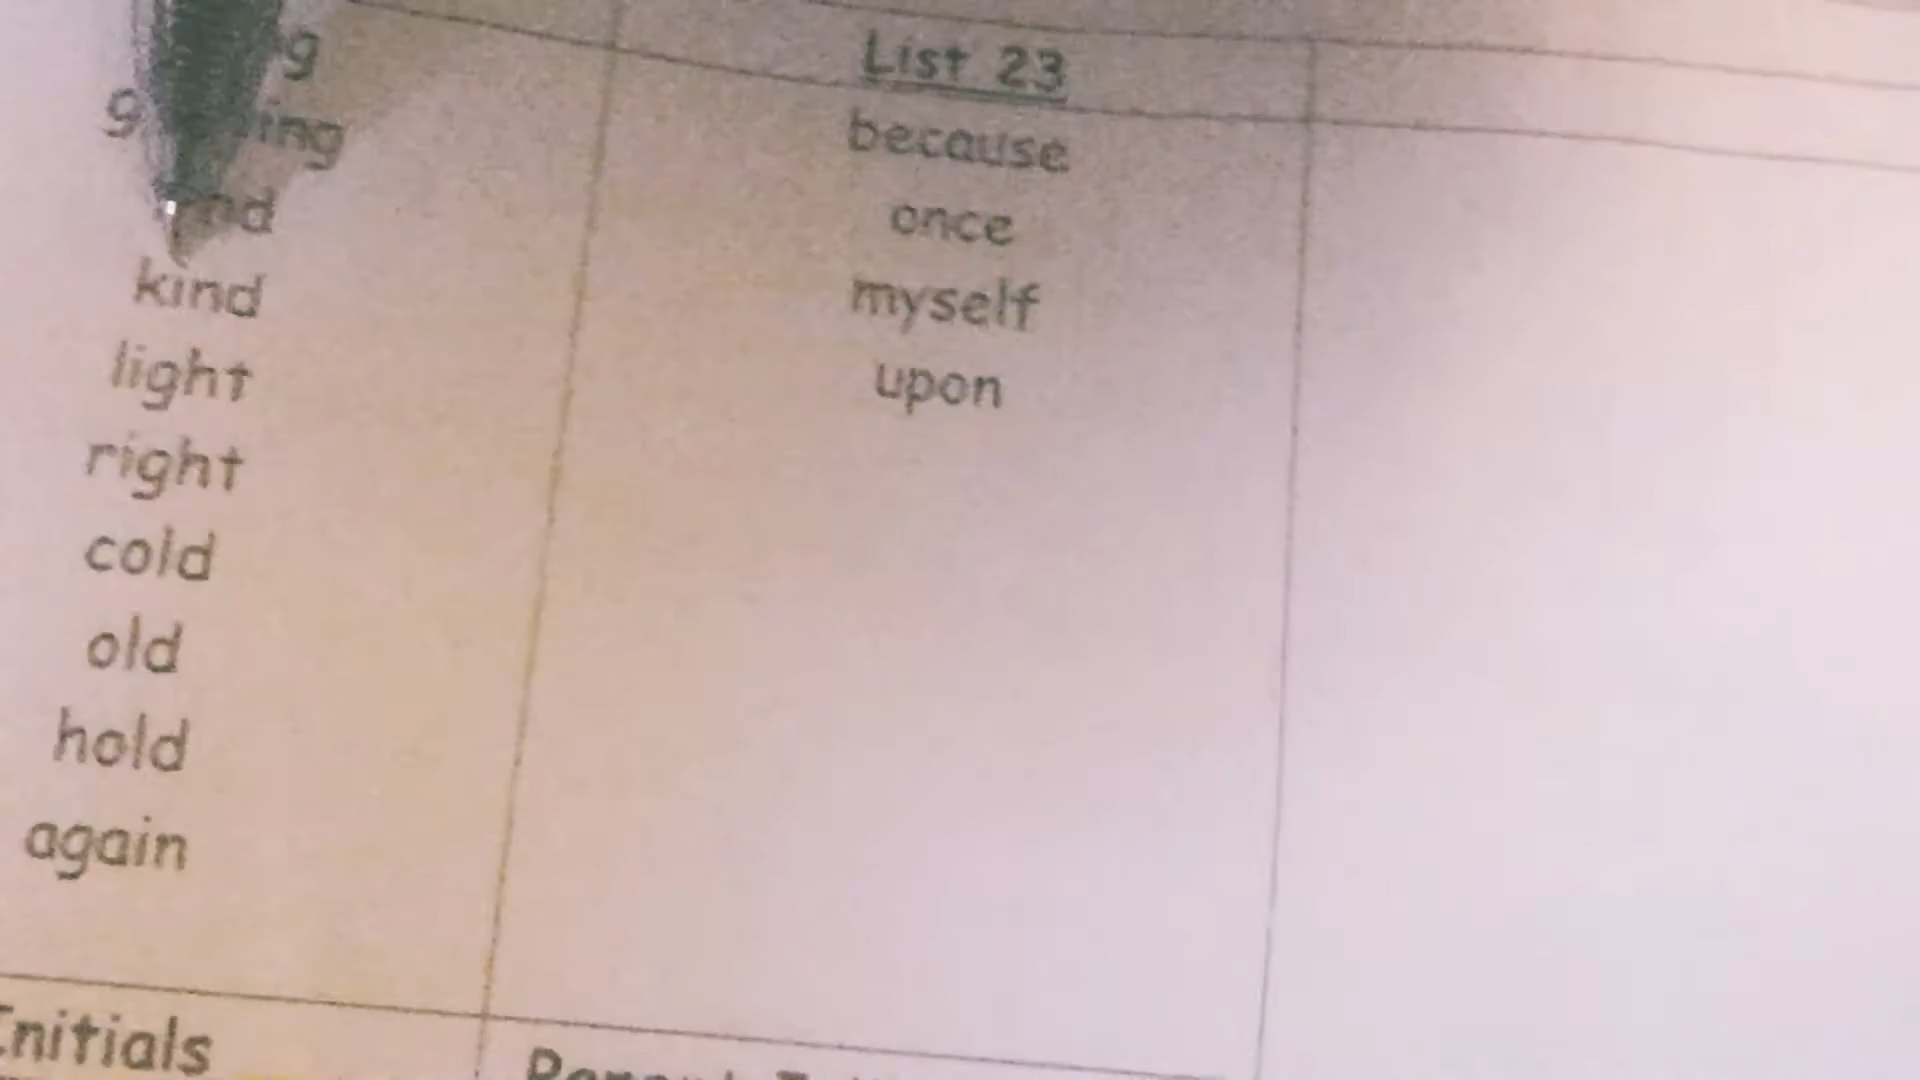 List 23
kind
light
right
cold
old
hold
again
because
once
myself
upon
Initials